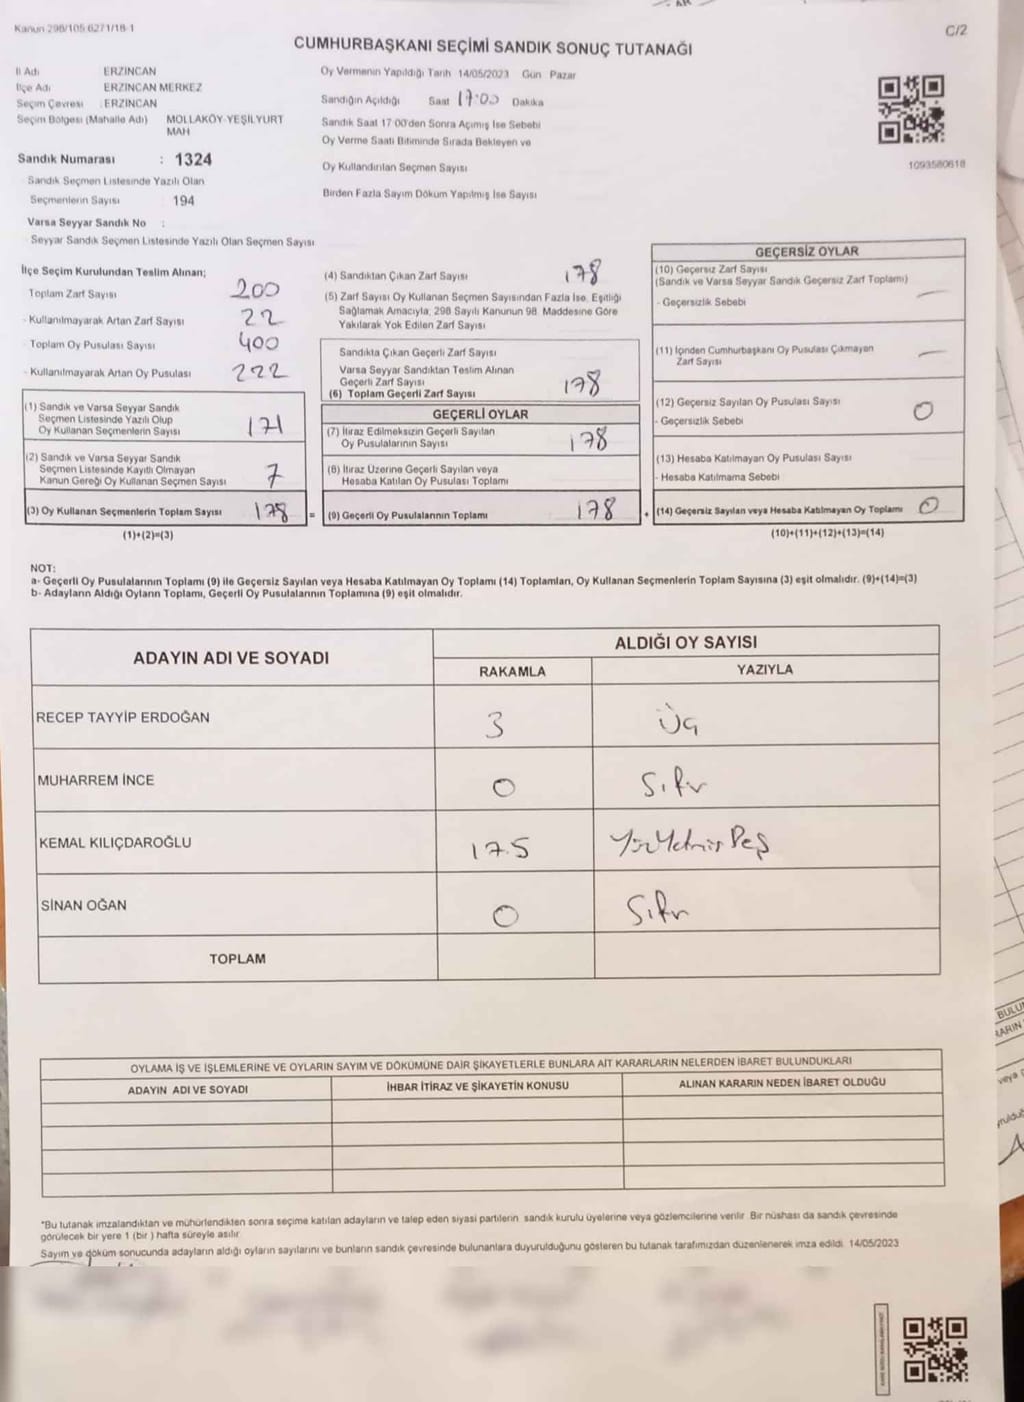 Kanun 298/105 6271/18-1
C/2
CUMHURBAŞKANI SEÇİMİ SANDIK SONUÇ TUTANAĞI
İl Adı ERZİNCAN
İlçe Adı ERZİNCAN MERKEZ
Seçim Çevresi : ERZİNCAN
Seçim Bölgesi (Mahalle Adı) MOLLAKÖY-YEŞİLYURT
MAH
Sandık Numarası : 1324
Sandık Seçmen Listesinde Yazılı Olan
Seçmenlerin Sayısı 194
Varsa Seyyar Sandık No :
Seyyar Sandık Seçmen Listesinde Yazılı Olan Seçmen Sayısı
Oy Vermenin Yapıldığı Tarih 14/05/2023 Gün Pazar
Sandığın Açıldığı Saat 17:00 Dakika
Sandık Saat 17:00'den Sonra Açılmış İse Sebebi
Oy Verme Saati Bitiminde Sırada Bekleyen ve
Oy Kullandırılan Seçmen Sayısı
Birden Fazla Sayım Döküm Yapılmış İse Sayısı
1093580618
İlçe Seçim Kurulundan Teslim Alınan;
Toplam Zarf Sayısı 200
- Kullanılmayarak Artan Zarf Sayısı 22
- Toplam Oy Pusulası Sayısı 400
- Kullanılmayarak Artan Oy Pusulası 222
(1) Sandık ve Varsa Seyyar Sandık
Seçmen Listesinde Yazılı Olup
Oy Kullanan Seçmenlerin Sayısı 171
(2) Sandık ve Varsa Seyyar Sandık
Seçmen Listesinde Kayıtlı Olmayan
Kanun Gereği Oy Kullanan Seçmen Sayısı 7
(3) Oy Kullanan Seçmenlerin Toplam Sayısı 178 =
(1)+(2)=(3)
(4) Sandıktan Çıkan Zarf Sayısı 178
(5) Zarf Sayısı Oy Kullanan Seçmen Sayısından Fazla İse, Eşitliği
Sağlamak Amacıyla; 298 Sayılı Kanunun 98. Maddesine Göre
Yakılarak Yok Edilen Zarf Sayısı
Sandıkta Çıkan Geçerli Zarf Sayısı
Varsa Seyyar Sandıktan Teslim Alınan
Geçerli Zarf Sayısı
(6) Toplam Geçerli Zarf Sayısı 178
GEÇERLİ OYLAR
(7) İtiraz Edilmeksizin Geçerli Sayılan
Oy Pusulalarının Sayısı 178
(8) İtiraz Üzerine Geçerli Sayılan veya
Hesaba Katılan Oy Pusulası Toplamı
(9) Geçerli Oy Pusulalarının Toplamı 178 +
GEÇERSİZ OYLAR
(10) Geçersiz Zarf Sayısı
(Sandık ve Varsa Seyyar Sandık Geçersiz Zarf Toplamı) —
- Geçersizlik Sebebi
(11) İçinden Cumhurbaşkanı Oy Pusulası Çıkmayan
Zarf Sayısı —
(12) Geçersiz Sayılan Oy Pusulası Sayısı 0
- Geçersizlik Sebebi
(13) Hesaba Katılmayan Oy Pusulası Sayısı
- Hesaba Katılmama Sebebi
(14) Geçersiz Sayılan veya Hesaba Katılmayan Oy Toplamı 0
(10)+(11)+(12)+(13)=(14)
NOT:
a- Geçerli Oy Pusulalarının Toplamı (9) ile Geçersiz Sayılan veya Hesaba Katılmayan Oy Toplamı (14) Toplamları, Oy Kullanan Seçmenlerin Toplam Sayısına (3) eşit olmalıdır. (9)+(14)=(3)
b- Adayların Aldığı Oyların Toplamı, Geçerli Oy Pusulalarının Toplamına (9) eşit olmalıdır.
ADAYIN ADI VE SOYADI
ALDIĞI OY SAYISI
RAKAMLA YAZIYLA
RECEP TAYYİP ERDOĞAN 3 Üç
MUHARREM İNCE 0 Sıfır
KEMAL KILIÇDAROĞLU 175 YüzYetmişBeş
SİNAN OĞAN 0 Sıfır
TOPLAM
OYLAMA İŞ VE İŞLEMLERİNE VE OYLARIN SAYIM VE DÖKÜMÜNE DAİR ŞİKAYETLERLE BUNLARA AİT KARARLARIN NELERDEN İBARET BULUNDUKLARI
ADAYIN ADI VE SOYADI İHBAR İTİRAZ VE ŞİKAYETİN KONUSU ALINAN KARARIN NEDEN İBARET OLDUĞU
*Bu tutanak imzalandıktan ve mühürlendikten sonra seçime katılan adayların ve talep eden siyasi partilerin sandık kurulu üyelerine veya gözlemcilerine verilir. Bir nüshası da sandık çevresinde
görülecek bir yere 1 (bir ) hafta süreyle asılır.
Sayım ve döküm sonucunda adayların aldığı oyların sayılarını ve bunların sandık çevresinde bulunanlara duyurulduğunu gösteren bu tutanak tarafımızdan düzenlenerek imza edildi. 14/05/2023